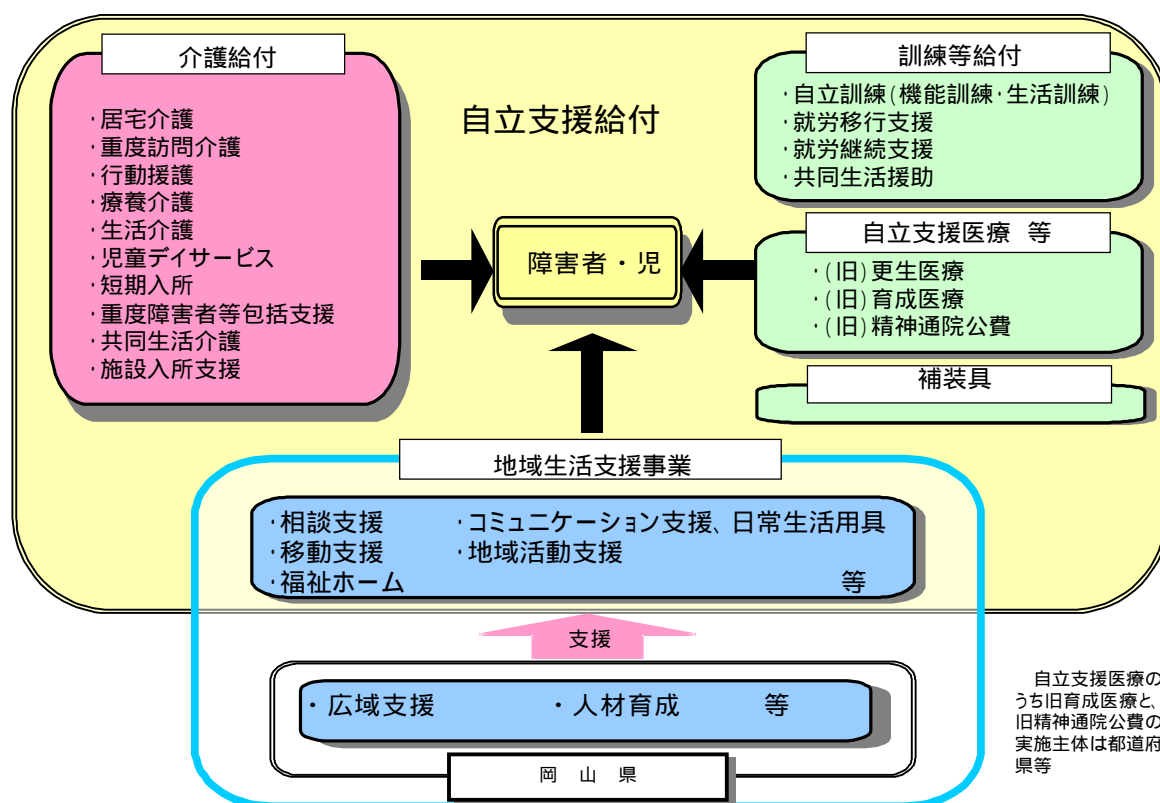 介護給付
・居宅介護
・重度訪問介護
・行動援護
・療養介護
・生活介護
・児童デイサービス
・短期入所
・重度障害者等包括支援
・共同生活介護
・施設入所支援
自立支援給付
障害者・児
訓練等給付
・自立訓練(機能訓練・生活訓練)
・就労移行支援
・就労継続支援
・共同生活援助
自立支援医療 等
・(旧)更生医療
・(旧)育成医療
・(旧)精神通院公費
補装具
地域生活支援事業
・相談支援 ・コミュニケーション支援、日常生活用具
・移動支援 ・地域活動支援
・福祉ホーム 等
支援
・広域支援 ・人材育成 等
岡 山 県
自立支援医療の
うち旧育成医療と、
旧精神通院公費の
実施主体は都道府
県等